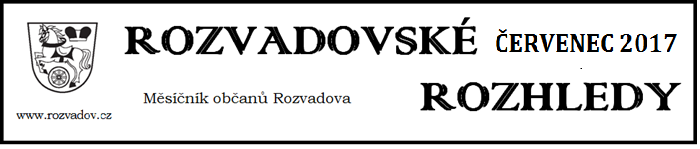 ROZVADOVSKÉ ČERVENEC 2017
ROZHLEDY
Měsíčník občanů Rozvadova
www.rozvadov.cz